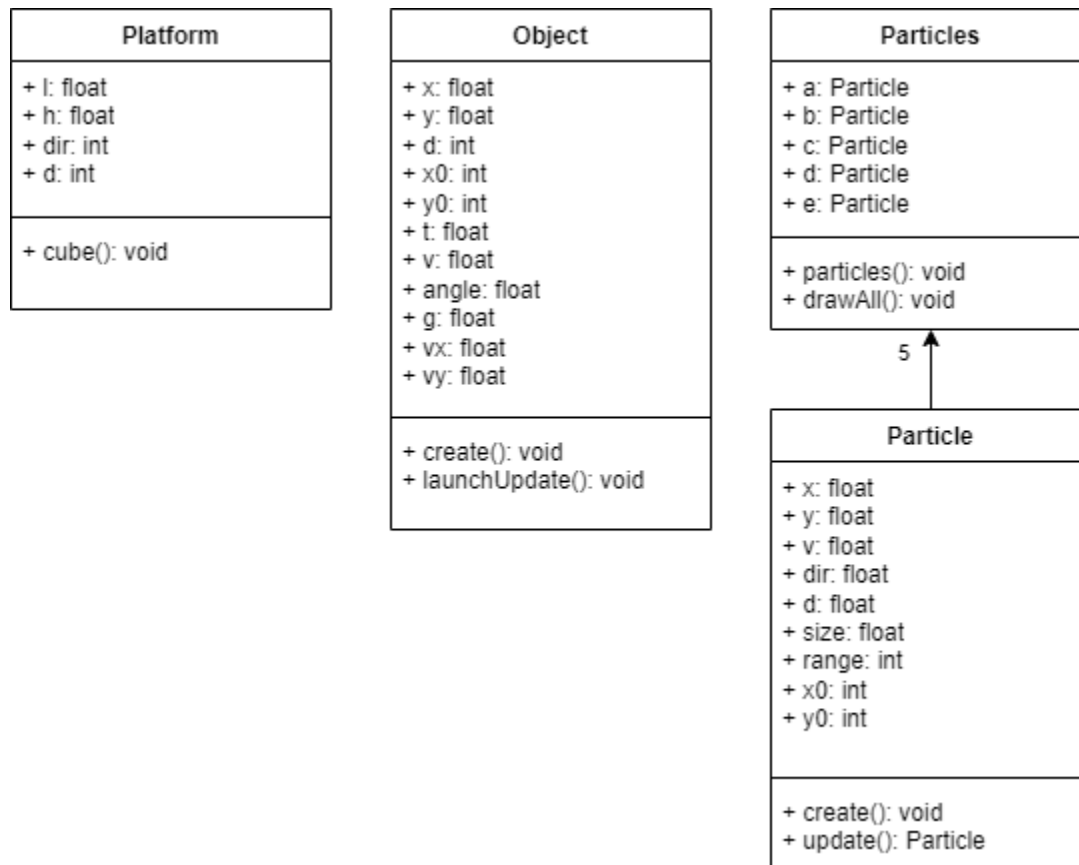 Platform
+ l: float
+ h: float
+ dir: int
+ d: int
+ cube(): void
Object
+ x: float
+ y: float
+ d: int
+ x0: int
+ y0: int
+ t: float
+ v: float
+ angle: float
+ g: float
+ vx: float
+ vy: float
+ create(): void
+ launchUpdate(): void
Particles
+ a: Particle
+ b: Particle
+ c: Particle
+ d: Particle
+ e: Particle
+ particles(): void
+ drawAll(): void
5
Particle
+ x: float
+ y: float
+ v: float
+ dir: float
+ d: float
+ size: float
+ range: int
+ x0: int
+ y0: int
+ create(): void
+ update(): Particle